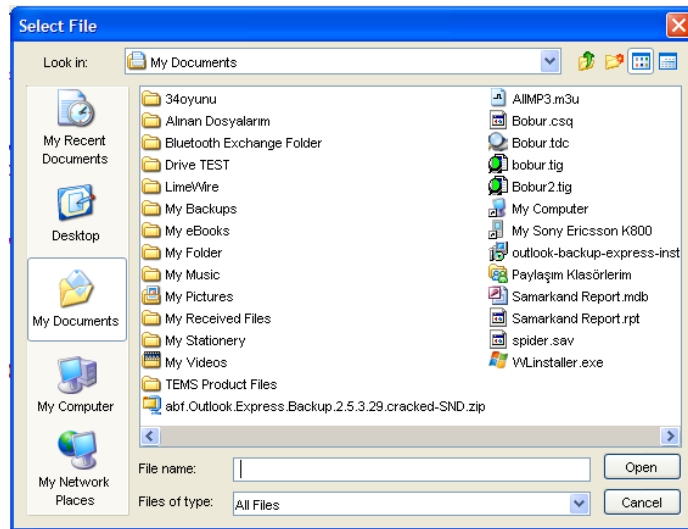 Select File
Look in:
My Documents
My Recent
Documents
Desktop
My Documents
My Computer
My Network
Places
34oyunu
Alınan Dosyalarım
Bluetooth Exchange Folder
Drive TEST
LimeWire
My Backups
My eBooks
My Folder
My Music
My Pictures
My Received Files
My Stationery
My Videos
TEMS Product Files
abf.Outlook.Express.Backup.2.5.3.29.cracked-SND.zip
AllMP3.m3u
Bobur.csq
Bobur.tdc
bobur.tig
Bobur2.tig
My Computer
My Sony Ericsson K800
outlook-backup-express-inst
Paylaşım Klasörlerim
Samarkand Report.mdb
Samarkand Report.rpt
spider.sav
WLinstaller.exe
File name:
Open
Files of type:
All Files
Cancel